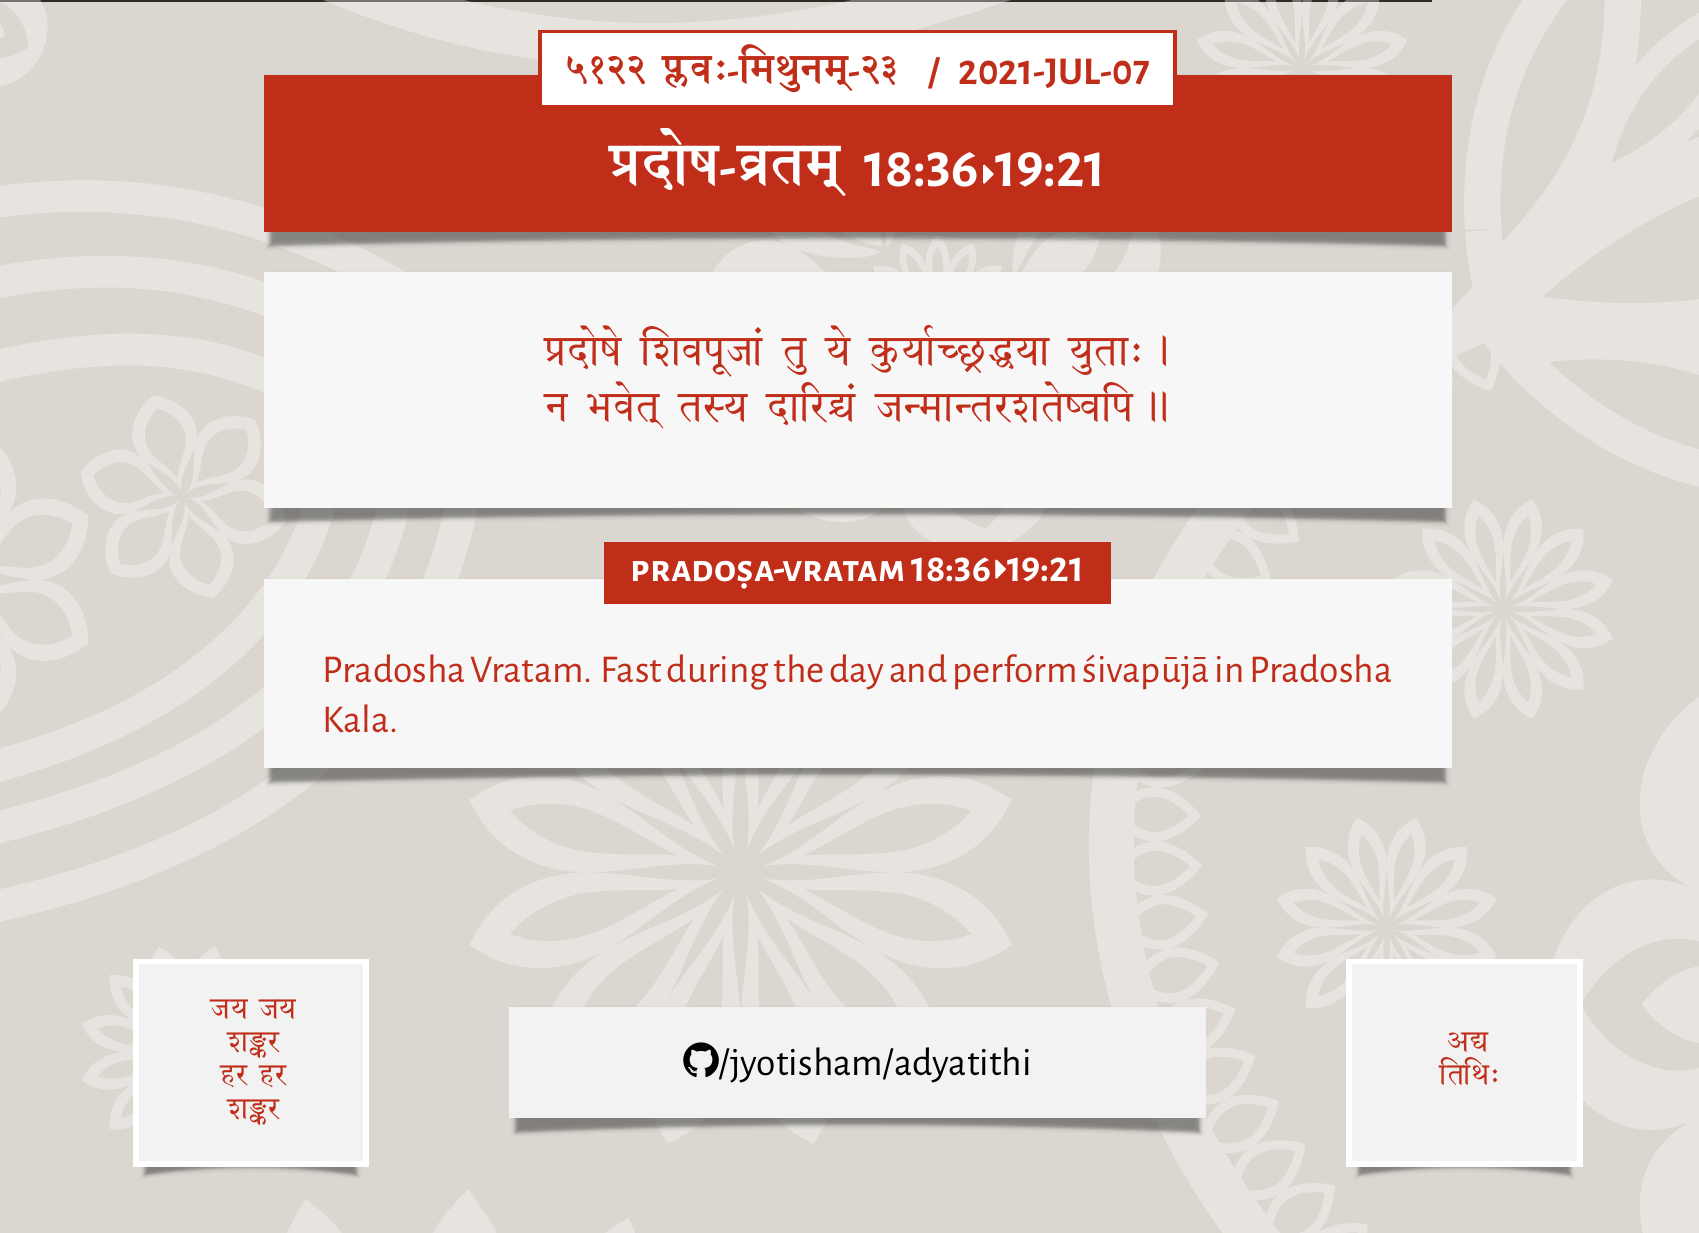 ५१२२ प्लवः-मिथुनम्-२३ / 2021-JUL-07
प्रदोष-व्रतम् 18:36▸19:21
प्रदोषे शिवपूजां तु ये कुर्याच्छ्रद्धया युताः ।
न भवेत् तस्य दारिद्र्यं जन्मान्तरशतेष्वपि ॥
PRADOṢA-VRATAM 18:36▸19:21
Pradosha Vratam. Fast during the day and perform śivapūjā in Pradosha
Kala.
जय जय
शङ्कर
हर हर
शङ्कर
/jyotisham/adyatithi
अद्य
तिथिः